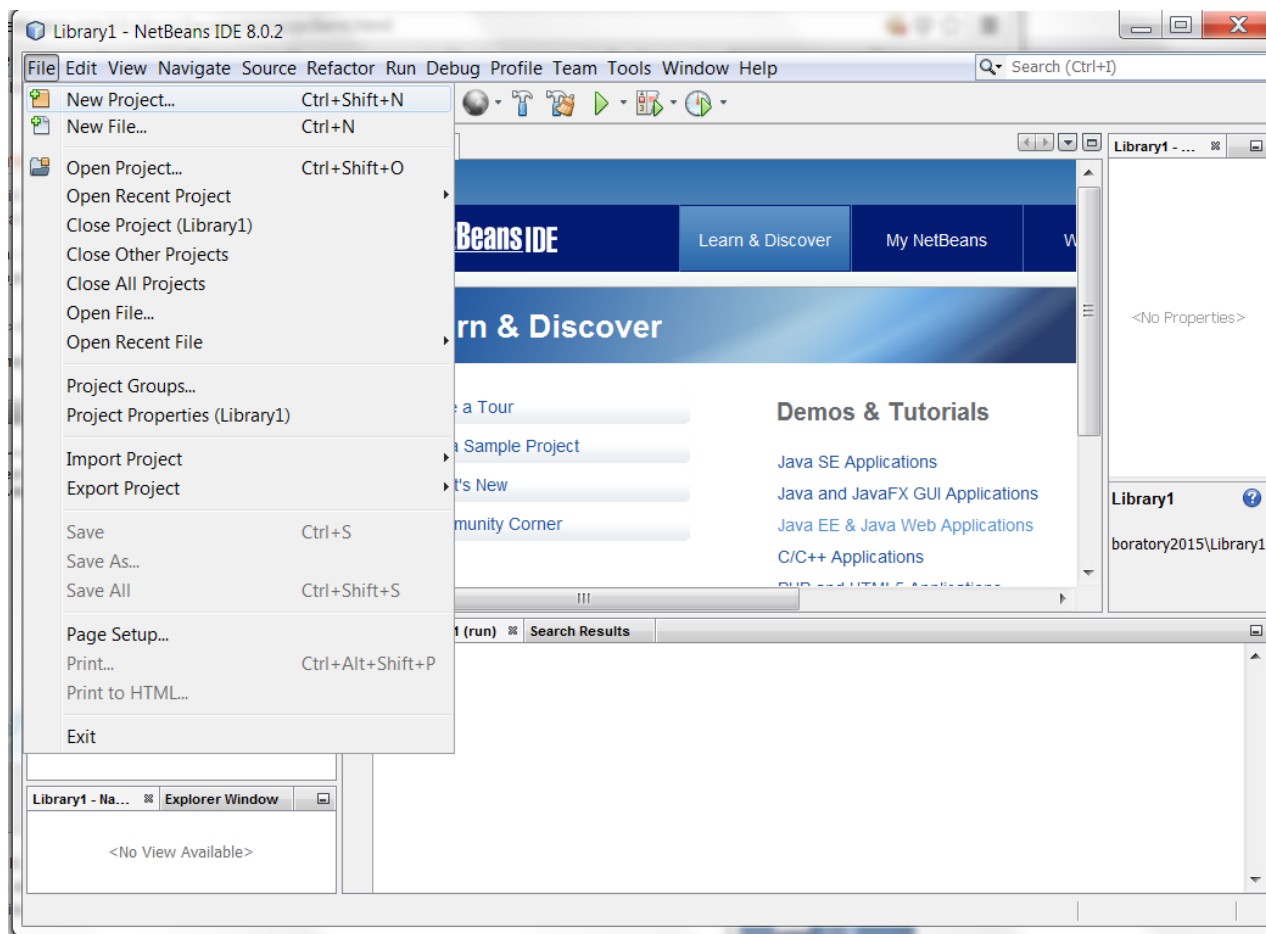 Library1 - NetBeans IDE 8.0.2
File Edit View Navigate Source Refactor Run Debug Profile Team Tools Window Help
Search (Ctrl+I)
New Project... Ctrl+Shift+N
New File... Ctrl+N
Open Project... Ctrl+Shift+O
Open Recent Project
Close Project (Library1)
Close Other Projects
Close All Projects
Open File...
Open Recent File
Project Groups...
Project Properties (Library1)
Import Project
Export Project
Save Ctrl+S
Save As...
Save All Ctrl+Shift+S
Page Setup...
Print... Ctrl+Alt+Shift+P
Print to HTML...
Exit
Beans IDE
Learn & Discover
My NetBeans
W
rn & Discover
a Tour
Sample Project
t's New
munity Corner
Demos & Tutorials
Java SE Applications
Java and JavaFX GUI Applications
Java EE & Java Web Applications
C/C++ Applications
PHP and HTML5 Applications
Library1 - ...
<No Properties>
Library1
boratory2015\Library1
1 (run)
Search Results
Library1 - Na...
Explorer Window
<No View Available>